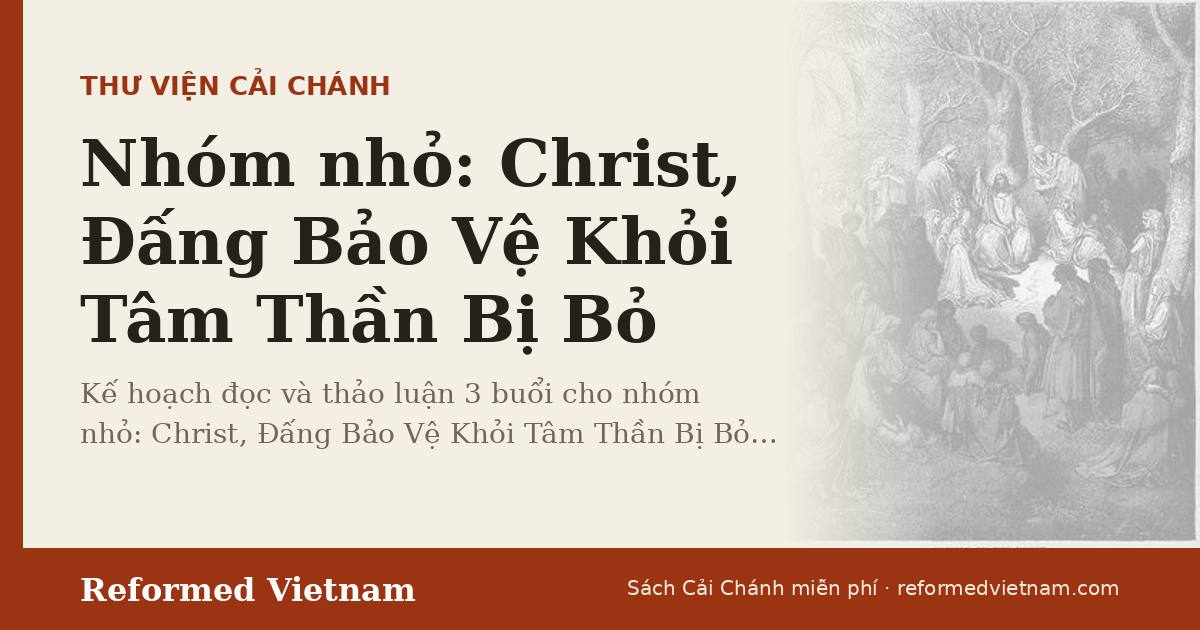 THƯ VIỆN CẢI CHÁNH
Nhóm nhỏ: Christ,
Đấng Bảo Vệ Khỏi
Tâm Thần Bị Bỏ
Kế hoạch đọc và thảo luận 3 buổi cho nhóm
nhỏ: Christ, Đấng Bảo Vệ Khỏi Tâm Thần Bị Bỏ...
Reformed Vietnam
Sách Cải Chánh miễn phí · reformedvietnam.com